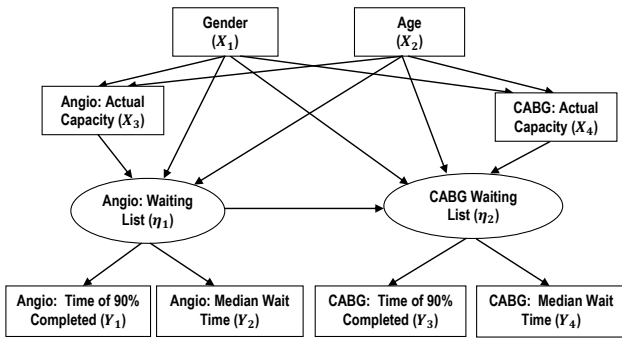 Gender
(X₁)
Age
(X₂)
Angio: Actual
Capacity (X₃)
CABG: Actual
Capacity (X₄)
Angio: Waiting
List (η₁)
CABG Waiting
List (η₂)
Angio: Time of 90%
Completed (Y₁)
Angio: Median Wait
Time (Y₂)
CABG: Time of 90%
Completed (Y₃)
CABG: Median Wait
Time (Y₄)